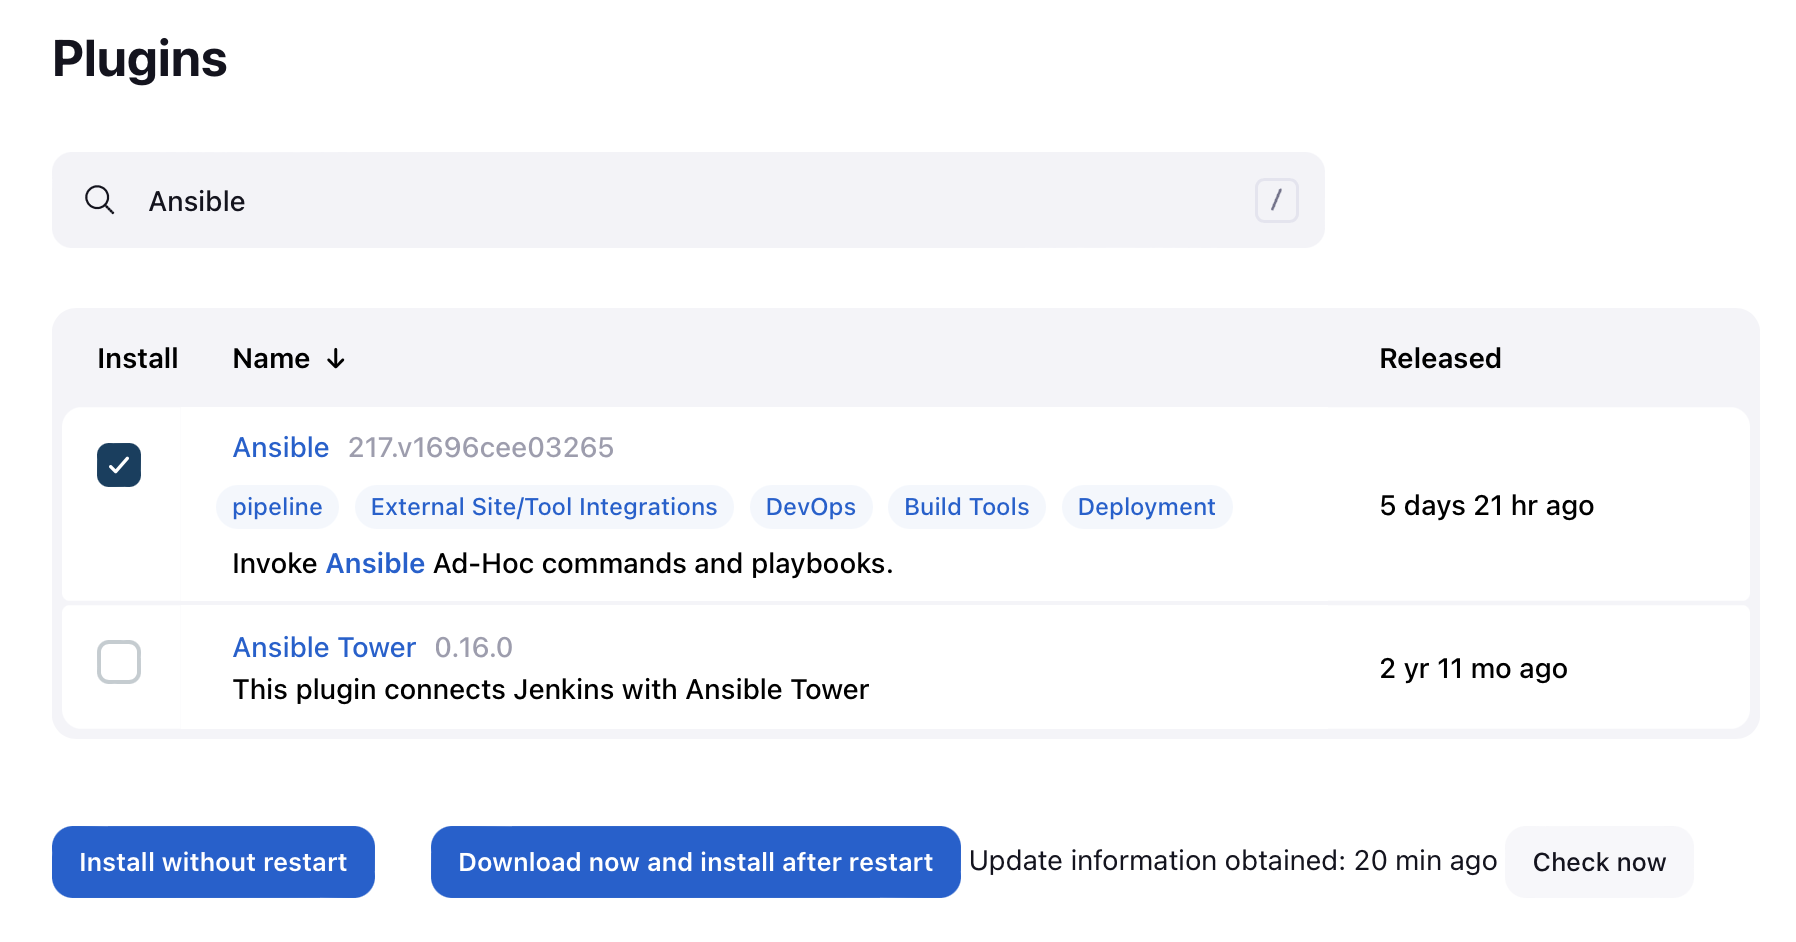 Plugins
Ansible /
Install Name ↓ Released
Ansible 217.v1696cee03265
pipeline External Site/Tool Integrations DevOps Build Tools Deployment
5 days 21 hr ago
Invoke Ansible Ad-Hoc commands and playbooks.
Ansible Tower 0.16.0
2 yr 11 mo ago
This plugin connects Jenkins with Ansible Tower
Install without restart Download now and install after restart Update information obtained: 20 min ago Check now